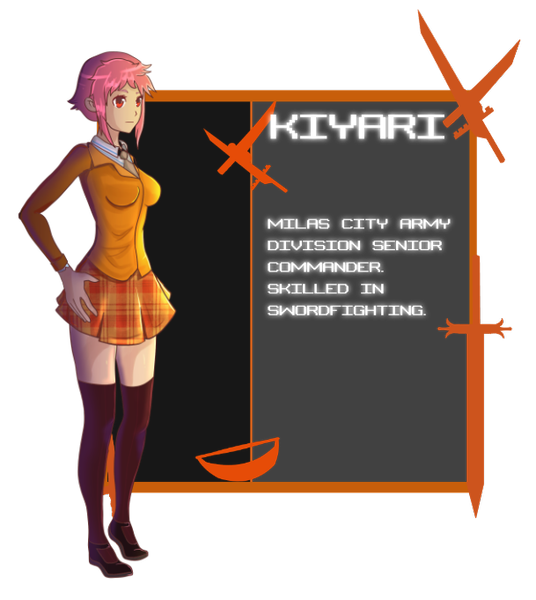 KIYARI
MILAS CITY ARMY
DIVISION SENIOR
COMMANDER.
SKILLED IN
SWORDFIGHTING.